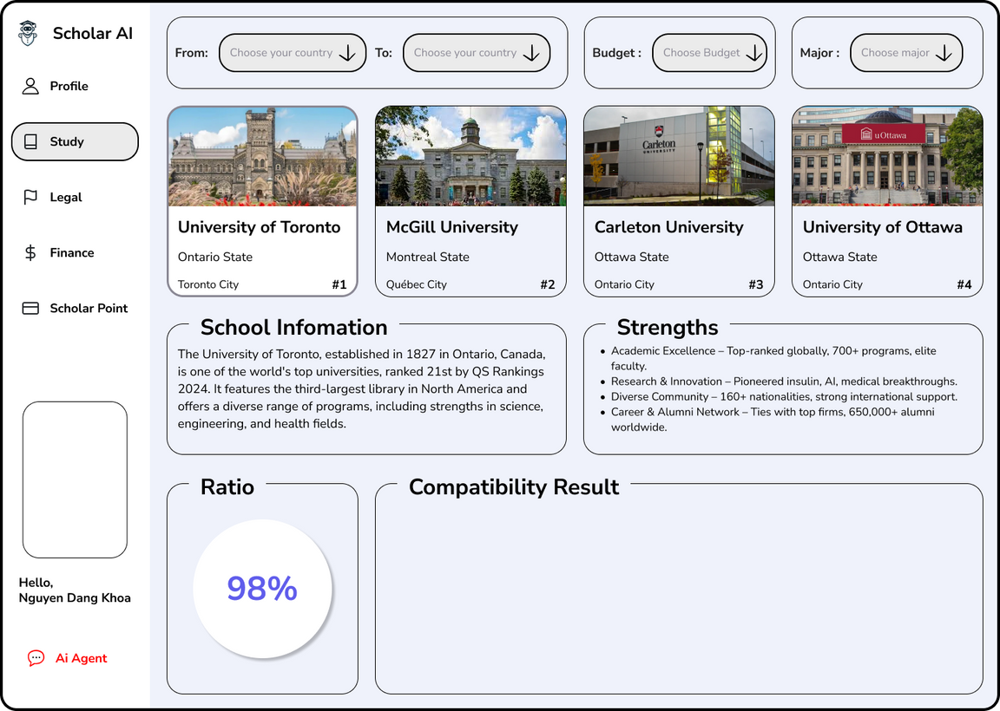 Scholar AI
Profile
Study
Legal
Finance
Scholar Point
Hello,
Nguyen Dang Khoa
Ai Agent
From:
Choose your country
To:
Choose your country
Budget :
Choose Budget
Major :
Choose major
University of Toronto
Ontario State
Toronto City
#1
McGill University
Montreal State
Québec City
#2
Carleton
UNIVERSITY
Carleton University
Ottawa State
Ontario City
#3
uOttawa
University of Ottawa
Ottawa State
Ontario City
#4
School Infomation
The University of Toronto, established in 1827 in Ontario, Canada,
is one of the world's top universities, ranked 21st by QS Rankings
2024. It features the third-largest library in North America and
offers a diverse range of programs, including strengths in science,
engineering, and health fields.
Strengths
• Academic Excellence – Top-ranked globally, 700+ programs, elite
faculty.
• Research & Innovation – Pioneered insulin, AI, medical breakthroughs.
• Diverse Community – 160+ nationalities, strong international support.
• Career & Alumni Network – Ties with top firms, 650,000+ alumni
worldwide.
Ratio
98%
Compatibility Result